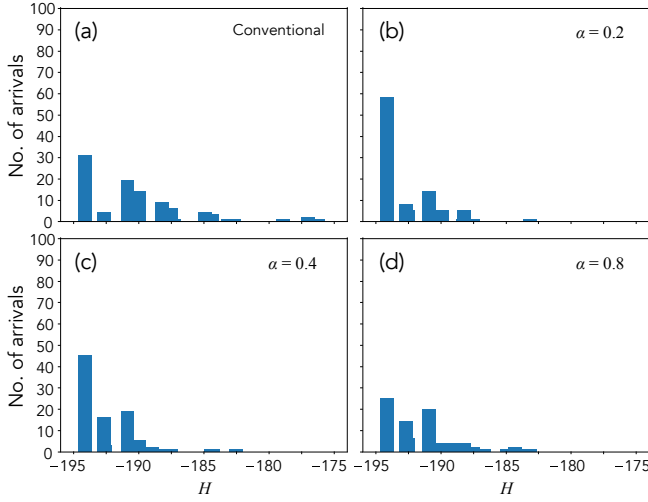 100
90
80
70
60
50
40
30
20
10
0
No. of arrivals
(a)
Conventional
(b)
α = 0.2
100
90
80
70
60
50
40
30
20
10
0
No. of arrivals
(c)
α = 0.4
(d)
α = 0.8
−195 −190 −185 −180 −175
−195 −190 −185 −180 −175
H
H